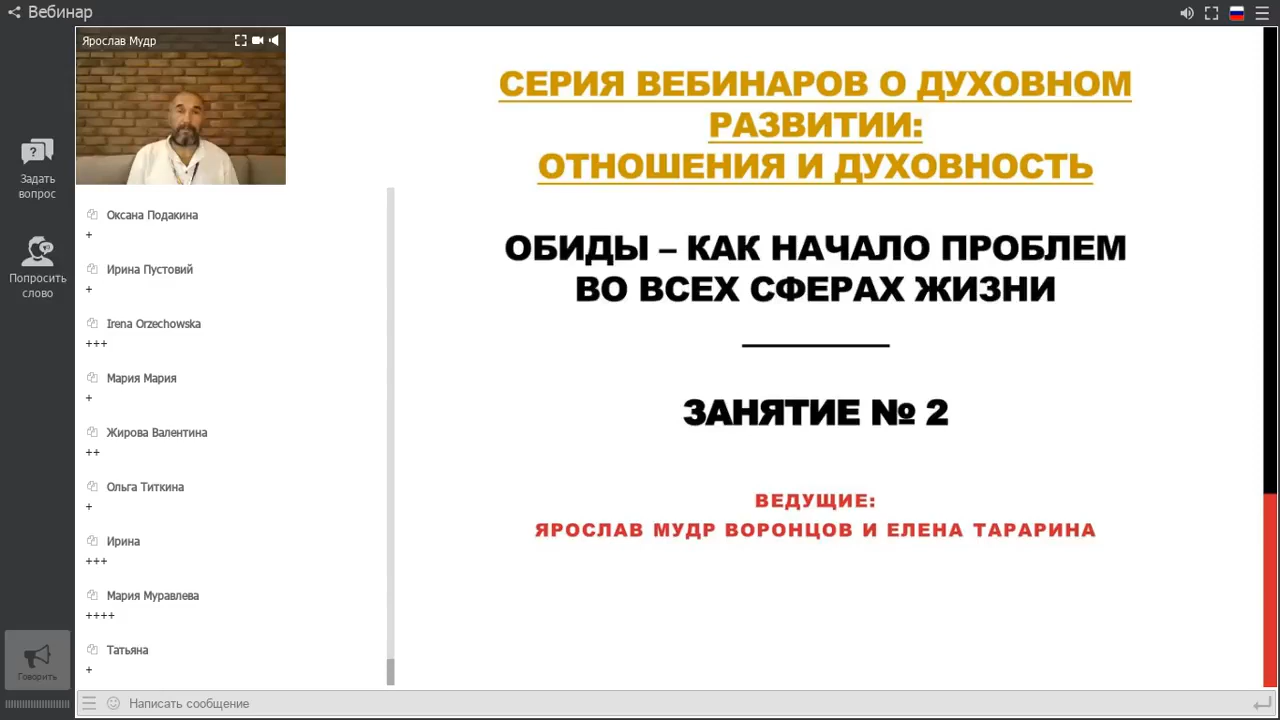 Вебинар
Ярослав Мудр
Задать
вопрос
Попросить
слово
Говорить
Оксана Подакина
+
Ирина Пустовий
+
Irena Orzechowska
+++
Мария Мария
+
Жирова Валентина
++
Ольга Титкина
+
Ирина
+++
Мария Муравлева
++++
Татьяна
+
Написать сообщение
СЕРИЯ ВЕБИНАРОВ О ДУХОВНОМ
РАЗВИТИИ:
ОТНОШЕНИЯ И ДУХОВНОСТЬ
ОБИДЫ – КАК НАЧАЛО ПРОБЛЕМ
ВО ВСЕХ СФЕРАХ ЖИЗНИ
ЗАНЯТИЕ № 2
ВЕДУЩИЕ:
ЯРОСЛАВ МУДР ВОРОНЦОВ И ЕЛЕНА ТАРАРИНА